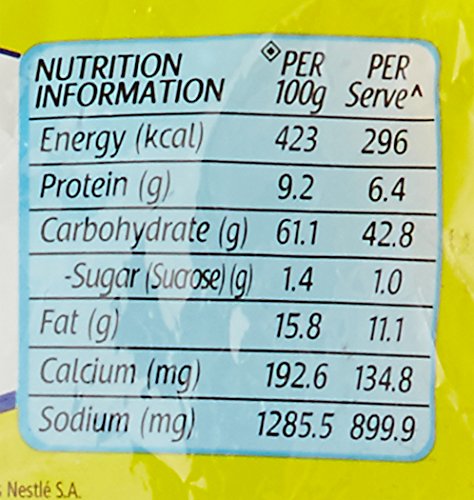 NUTRITION INFORMATION PER 100g PER Serve^
Energy (kcal) 423 296
Protein (g) 9.2 6.4
Carbohydrate (g) 61.1 42.8
-Sugar (Sucrose) (g) 1.4 1.0
Fat (g) 15.8 11.1
Calcium (mg) 192.6 134.8
Sodium (mg) 1285.5 899.9
Nestlé S.A.